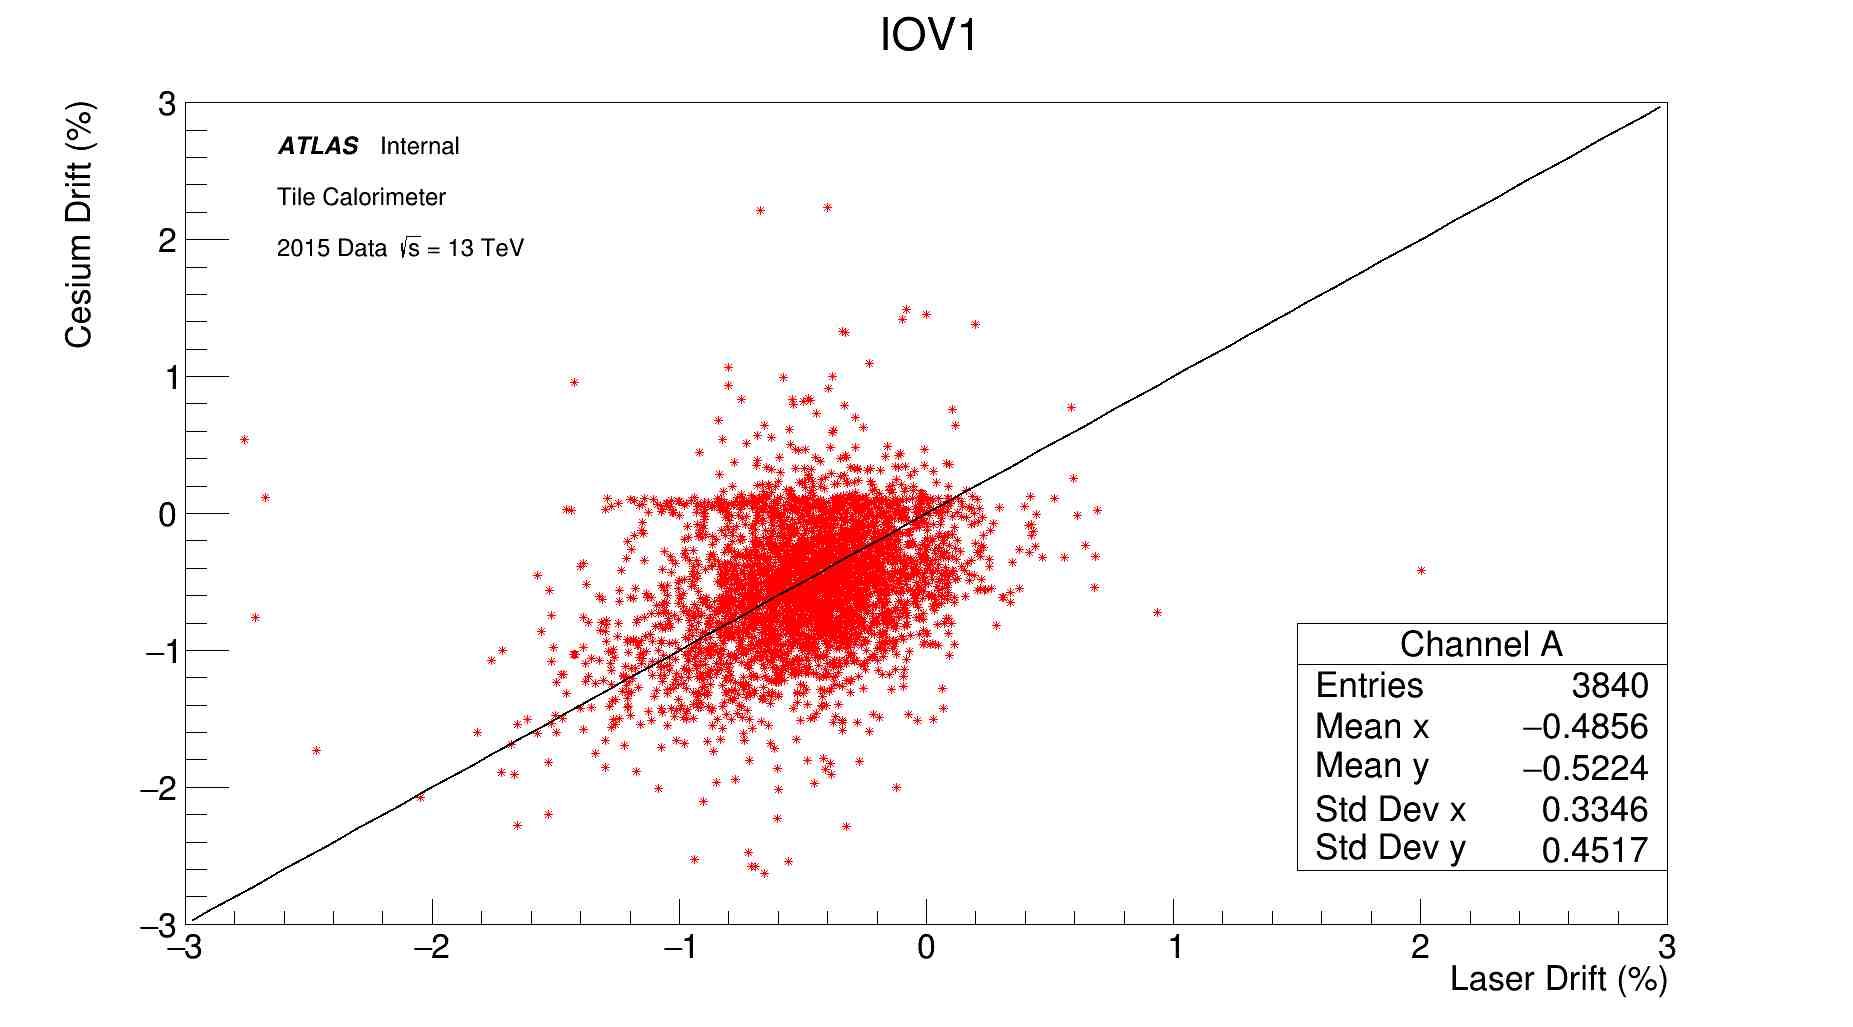 IOV1
Cesium Drift (%)
3
2
1
0
−1
−2
−3
ATLAS Internal
Tile Calorimeter
2015 Data √s = 13 TeV
Channel A
Entries 3840
Mean x −0.4856
Mean y −0.5224
Std Dev x 0.3346
Std Dev y 0.4517
−3 −2 −1 0 1 2 3
Laser Drift (%)